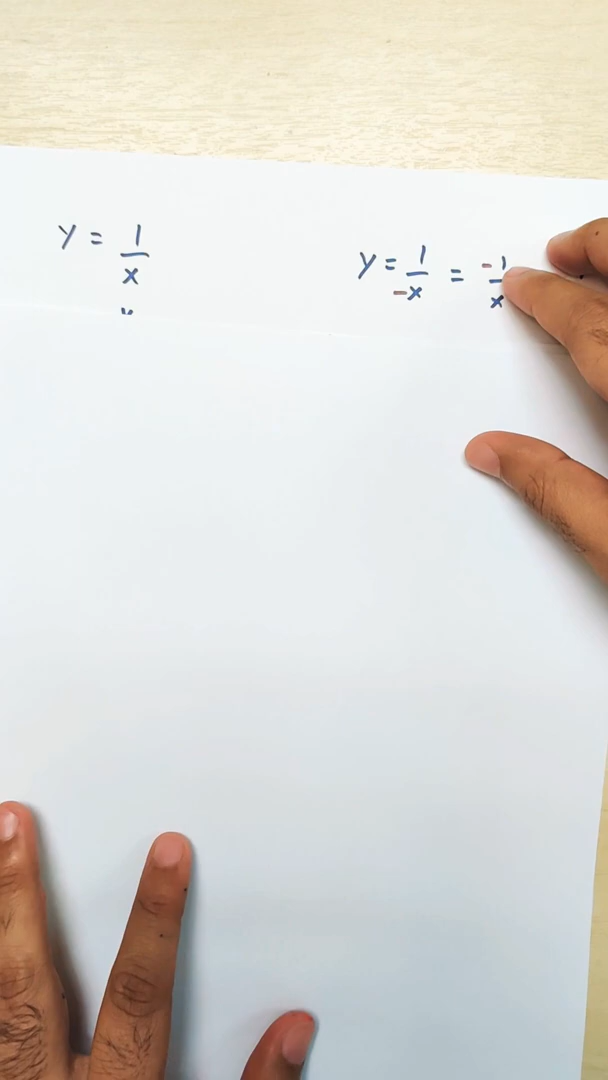 y = 1/x
y = 1/-x = -1/x